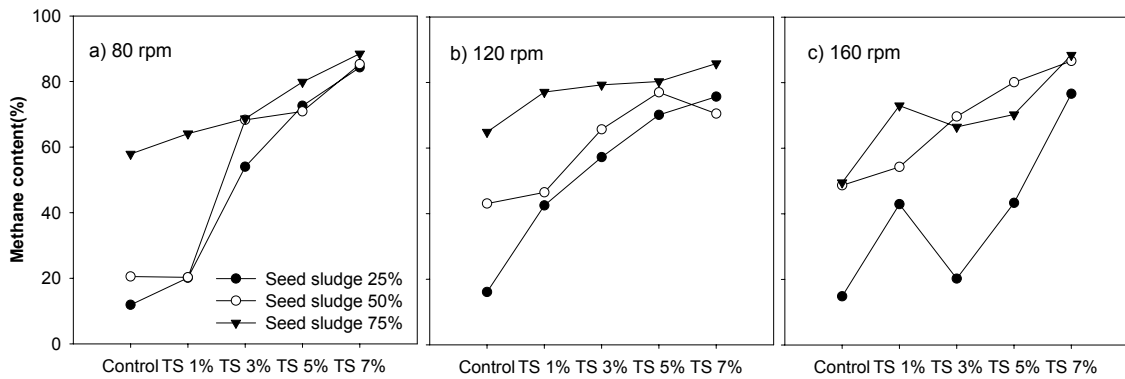 Methane content(%)
100
80
60
40
20
0
a) 80 rpm
Seed sludge 25%
Seed sludge 50%
Seed sludge 75%
Control TS 1% TS 3% TS 5% TS 7%
b) 120 rpm
Control TS 1% TS 3% TS 5% TS 7%
c) 160 rpm
Control TS 1% TS 3% TS 5% TS 7%